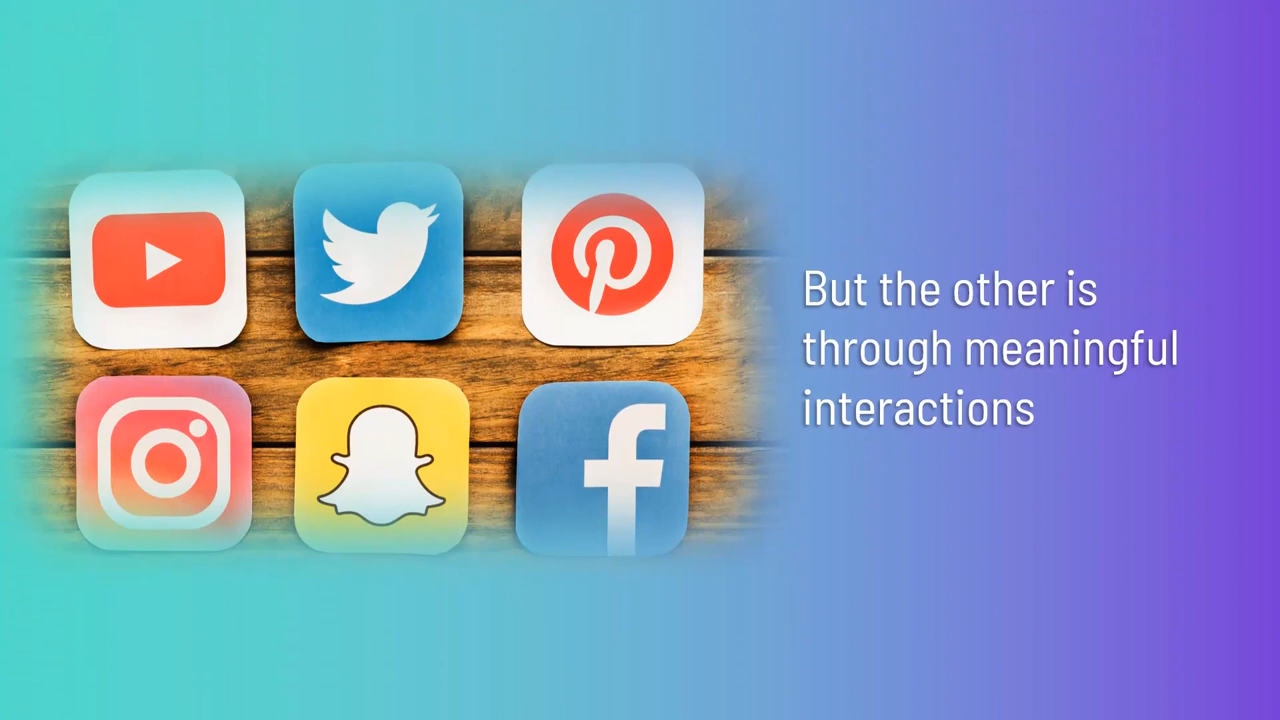 But the other is
through meaningful
interactions